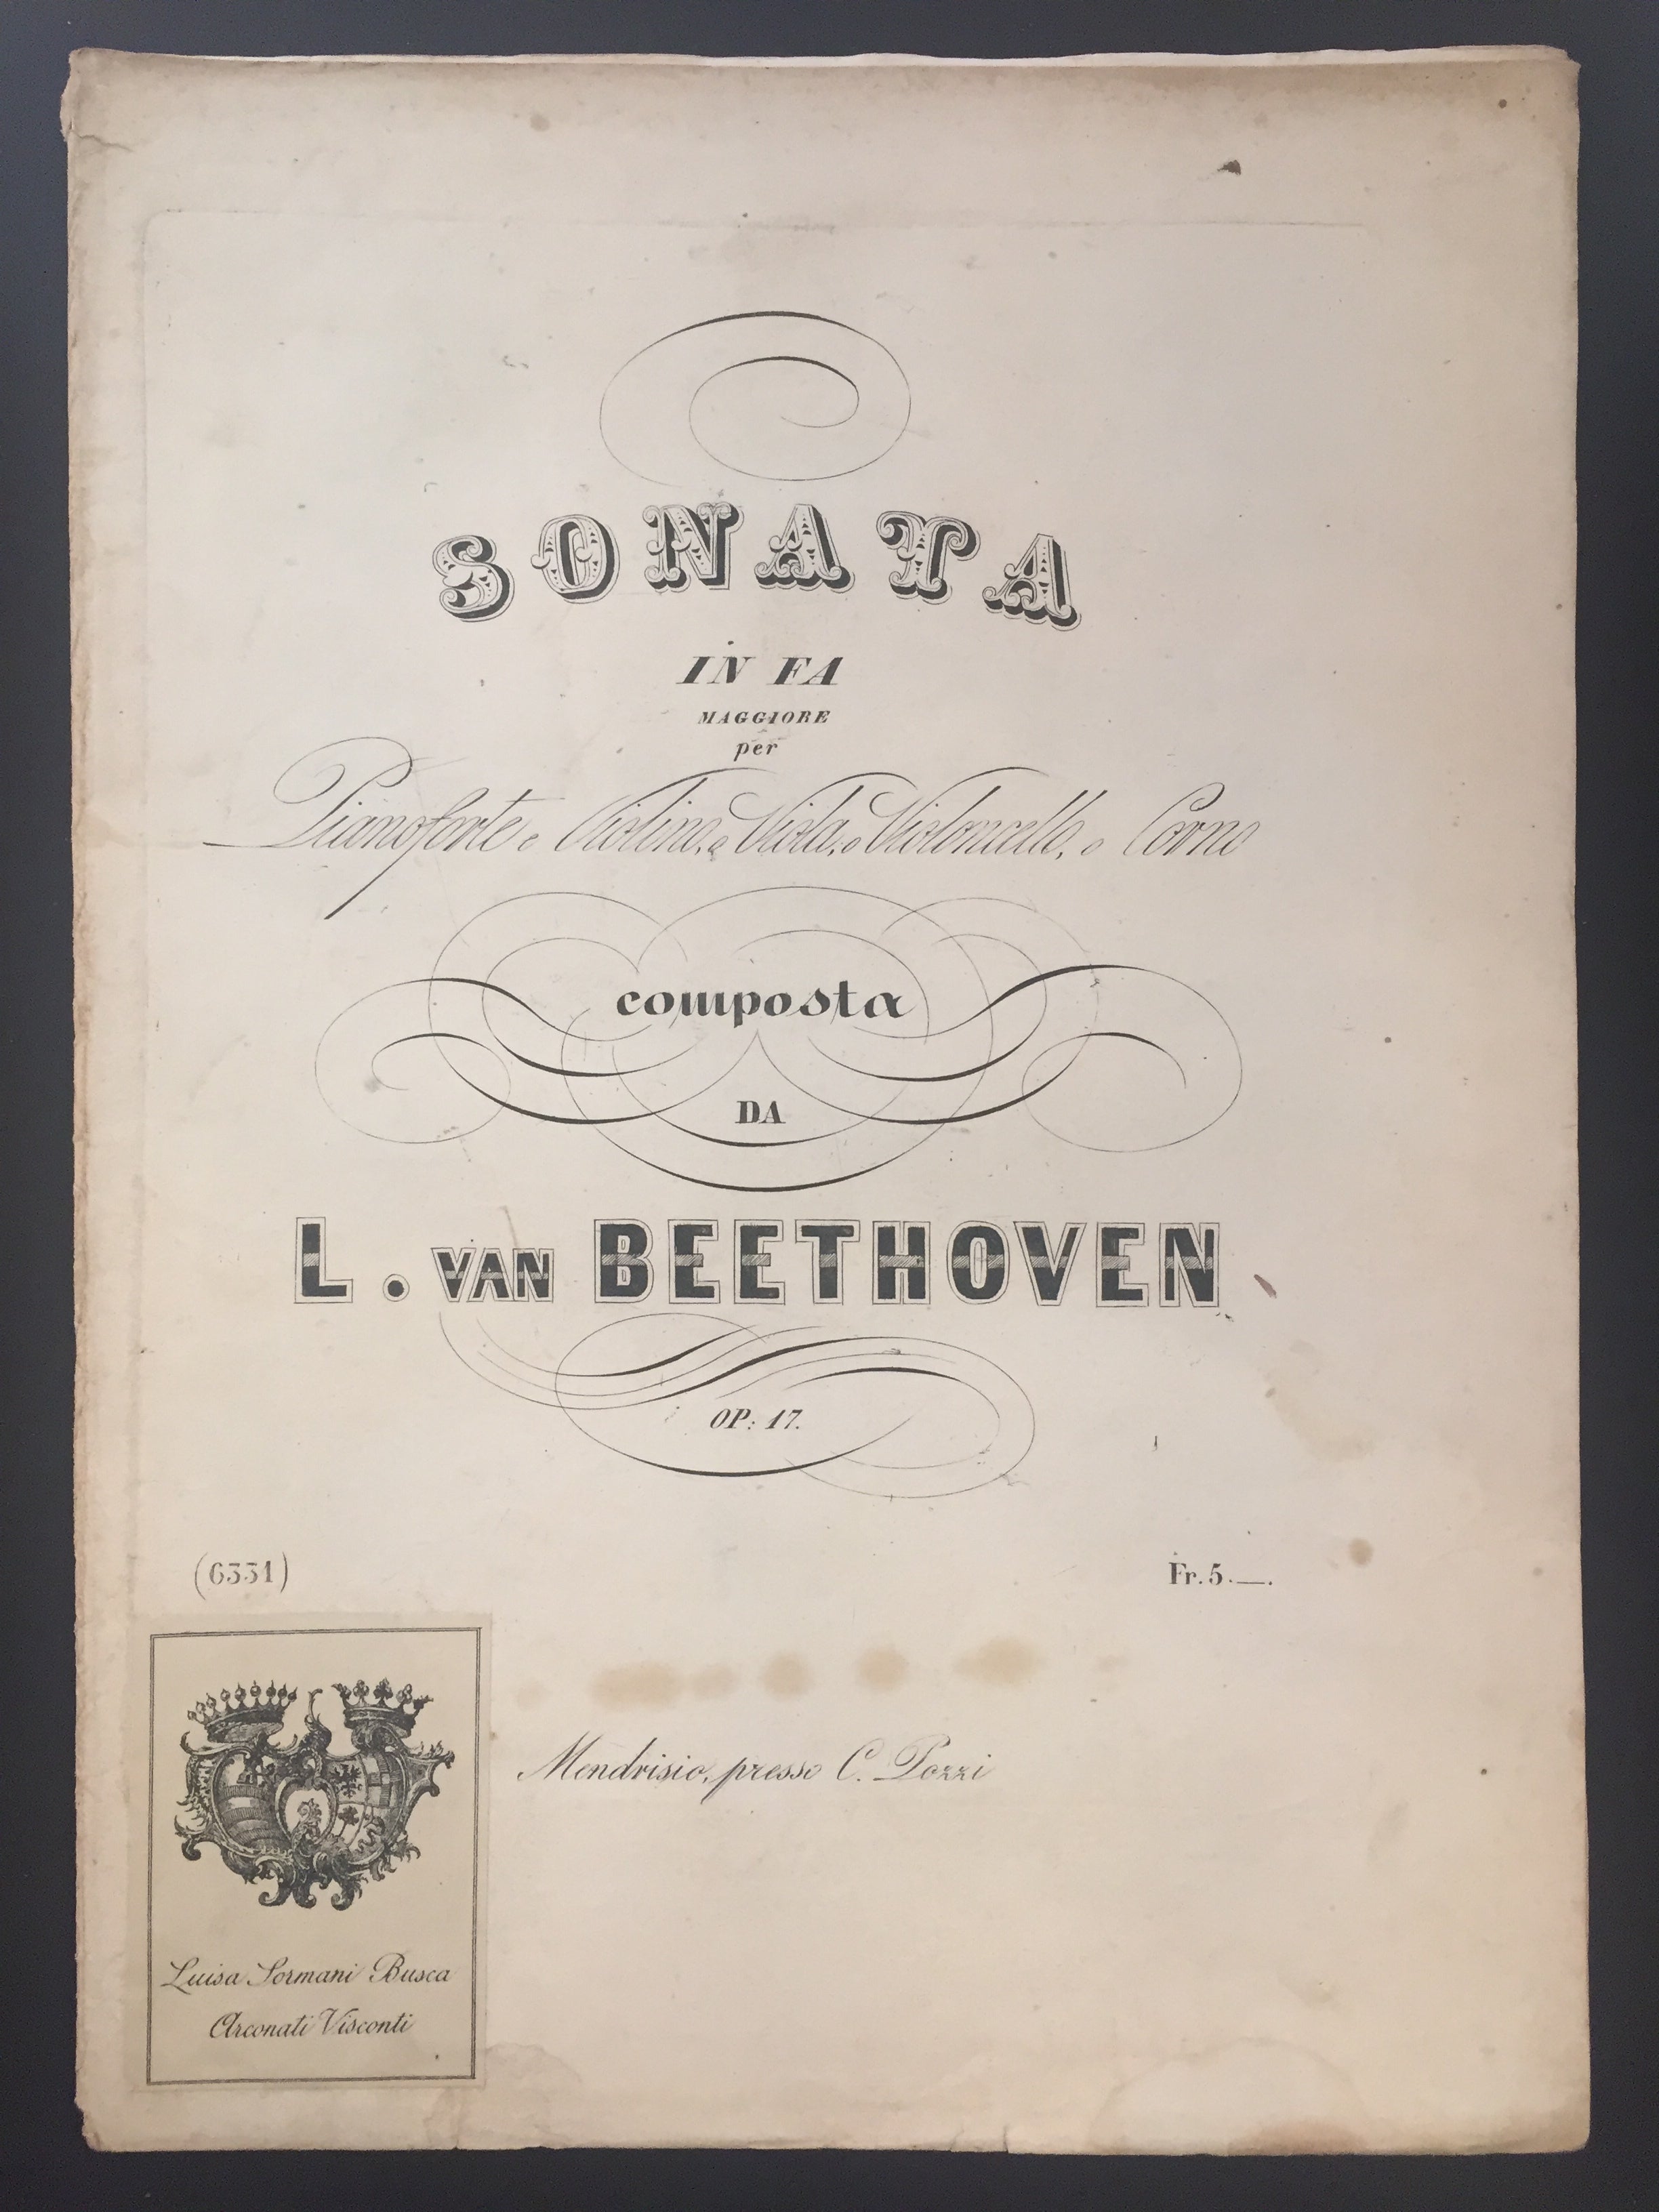 SONATA
IN FA
MAGGIORE
per
Pianoforte e Violino, o Viola, o Violoncello, o Corno
composta
DA
L. VAN BEETHOVEN
OP: 17.
(6331)
Fr. 5.—.
Mendrisio, presso C. Pozzi
Luisa Sormani Busca
Arconati Visconti